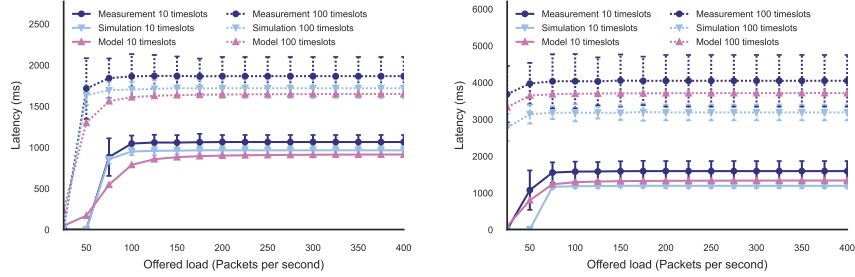 Measurement 10 timeslots
Simulation 10 timeslots
Model 10 timeslots
Measurement 100 timeslots
Simulation 100 timeslots
Model 100 timeslots
Latency (ms)
2500
2000
1500
1000
500
0
50 100 150 200 250 300 350 400
Offered load (Packets per second)
Measurement 10 timeslots
Simulation 10 timeslots
Model 10 timeslots
Measurement 100 timeslots
Simulation 100 timeslots
Model 100 timeslots
Latency (ms)
6000
5000
4000
3000
2000
1000
0
50 100 150 200 250 300 350 400
Offered load (Packets per second)